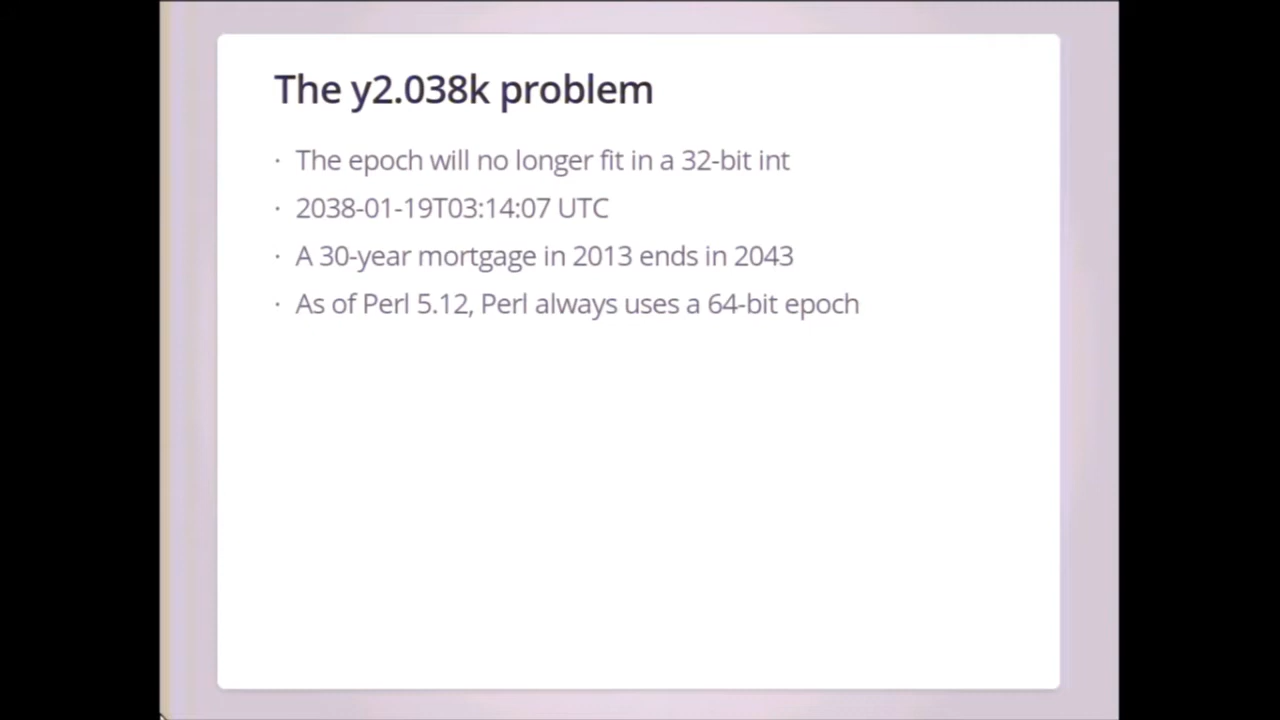 The y2.038k problem
· The epoch will no longer fit in a 32-bit int
· 2038-01-19T03:14:07 UTC
· A 30-year mortgage in 2013 ends in 2043
· As of Perl 5.12, Perl always uses a 64-bit epoch